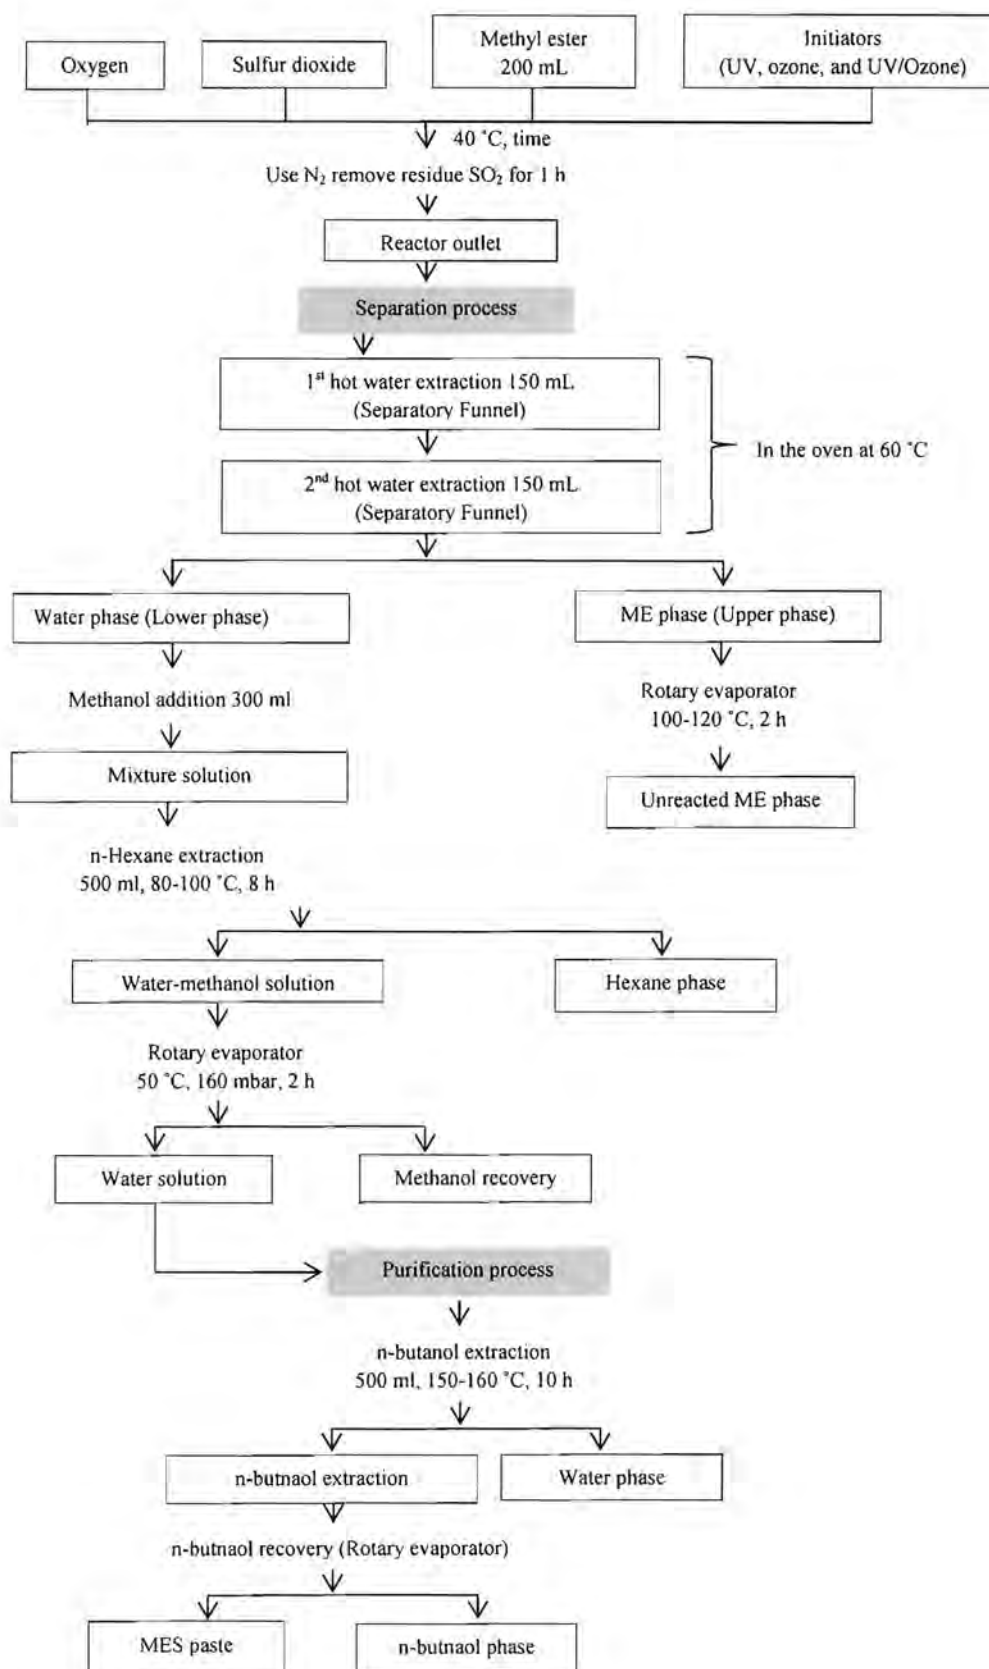 Oxygen
Sulfur dioxide
Methyl ester
200 mL
Initiators
(UV, ozone, and UV/Ozone)
40 ˚C, time
Use N₂ remove residue SO₂ for 1 h
Reactor outlet
Separation process
1st hot water extraction 150 mL
(Separatory Funnel)
2nd hot water extraction 150 mL
(Separatory Funnel)
In the oven at 60 ˚C
Water phase (Lower phase)
ME phase (Upper phase)
Methanol addition 300 ml
Rotary evaporator
100-120 ˚C, 2 h
Mixture solution
Unreacted ME phase
n-Hexane extraction
500 ml, 80-100 ˚C, 8 h
Water-methanol solution
Hexane phase
Rotary evaporator
50 ˚C, 160 mbar, 2 h
Water solution
Methanol recovery
Purification process
n-butanol extraction
500 ml, 150-160 ˚C, 10 h
n-butnaol extraction
Water phase
n-butnaol recovery (Rotary evaporator)
MES paste
n-butnaol phase